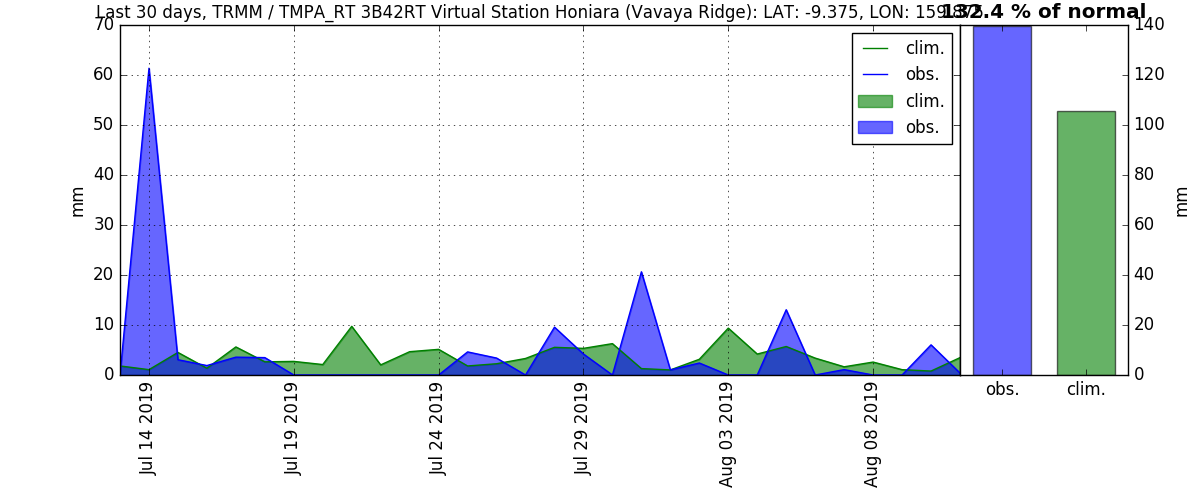 Last 30 days, TRMM / TMPA_RT 3B42RT Virtual Station Honiara (Vavaya Ridge): LAT: -9.375, LON:
132.4 % of normal
70
60
50
40
30
20
10
0
mm
clim.
obs.
clim.
obs.
Jul 14 2019
Jul 19 2019
Jul 24 2019
Jul 29 2019
Aug 03 2019
Aug 08 2019
140
120
100
80
60
40
20
0
mm
obs.
clim.